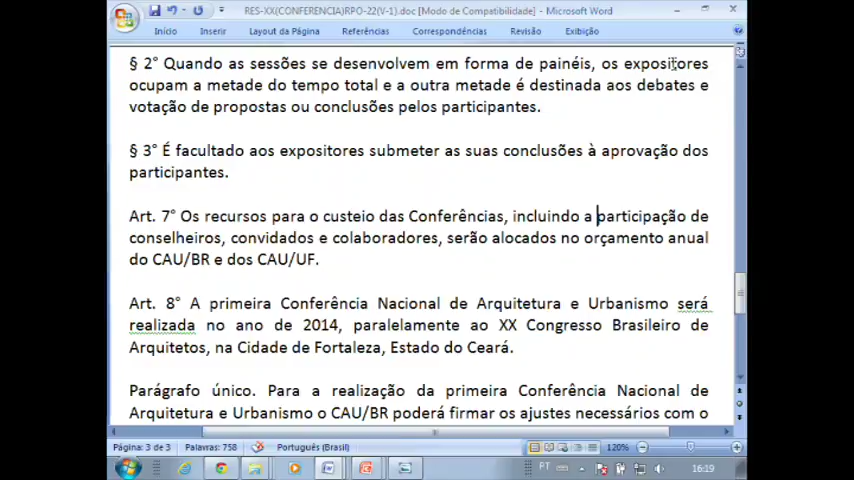 RES-XX(CONFERENCIA)RPO-22(V-1).doc [Modo de Compatibilidade] - Microsoft Word
Início Inserir Layout da Página Referências Correspondências Revisão Exibição
§ 2° Quando as sessões se desenvolvem em forma de painéis, os expositores
ocupam a metade do tempo total e a outra metade é destinada aos debates e
votação de propostas ou conclusões pelos participantes.
§ 3° É facultado aos expositores submeter as suas conclusões à aprovação dos
participantes.
Art. 7° Os recursos para o custeio das Conferências, incluindo a participação de
conselheiros, convidados e colaboradores, serão alocados no orçamento anual
do CAU/BR e dos CAU/UF.
Art. 8° A primeira Conferência Nacional de Arquitetura e Urbanismo será
realizada no ano de 2014, paralelamente ao XX Congresso Brasileiro de
Arquitetos, na Cidade de Fortaleza, Estado do Ceará.
Parágrafo único. Para a realização da primeira Conferência Nacional de
Arquitetura e Urbanismo o CAU/BR poderá firmar os ajustes necessários com o
Página: 3 de 3 Palavras: 758 Português (Brasil) 120%
PT 16:19